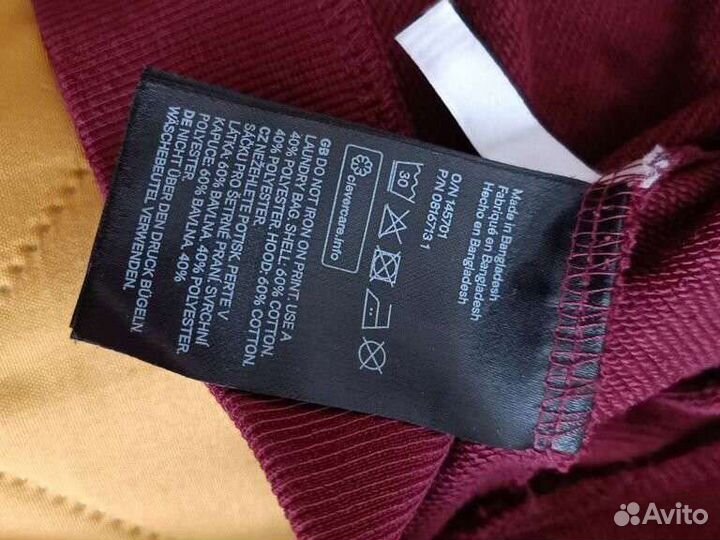 Made in Bangladesh
Fabriqué en Bangladesh
Hecho en Bangladesh
O/N 145701
P/N 0867/3 1
30
clevercare.info
GB DO NOT IRON ON PRINT. USE A
LAUNDRY BAG. SHELL: 60% COTTON,
40% POLYESTER. HOOD: 60% COTTON,
40% POLYESTER.
CZ NEŽEHLETE POTISK. PERTE V
SÁČKU PRO ŠETRNÉ PRANÍ. SVRCHNÍ
LÁTKA: 60% BAVLNA, 40% POLYESTER.
KAPUCE: 60% BAVLNA, 40%
POLYESTER.
DE NICHT ÜBER DEN DRUCK BÜGELN.
WÄSCHEBEUTEL VERWENDEN.
Avito